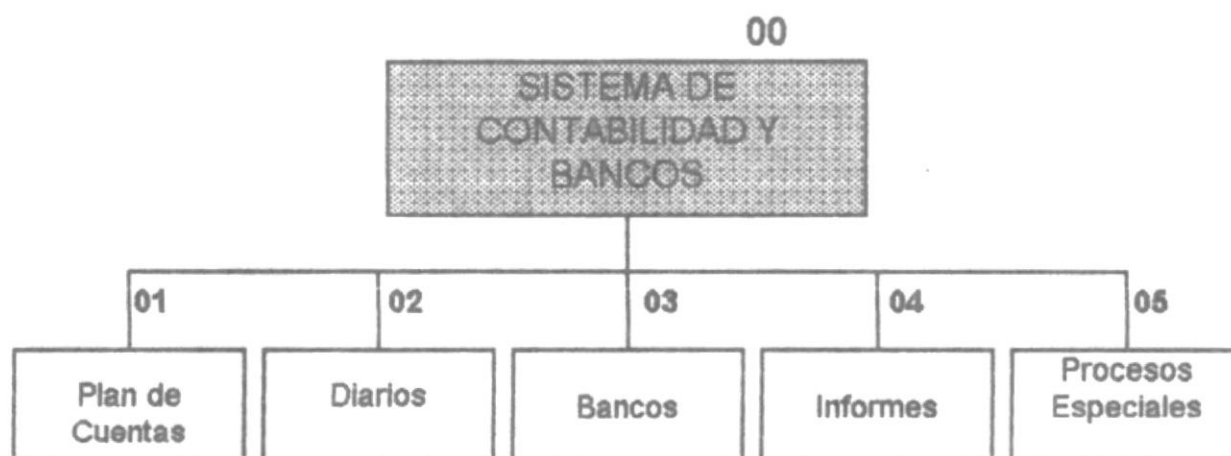 00
SISTEMA DE
CONTABILIDAD Y
BANCOS
01
02
03
04
05
Plan de
Cuentas
Diarios
Bancos
Informes
Procesos
Especiales